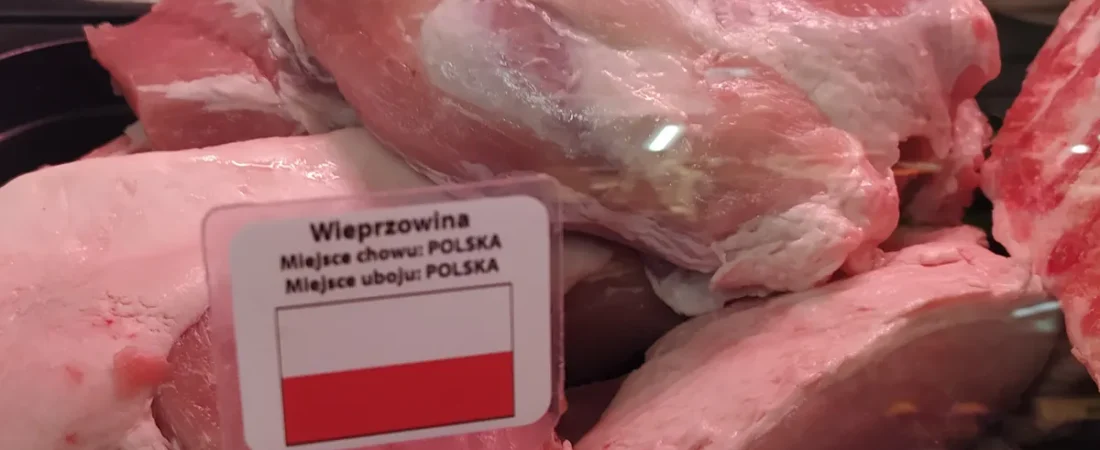 Wieprzowina
Miejsce chowu: POLSKA
Miejsce uboju: POLSKA